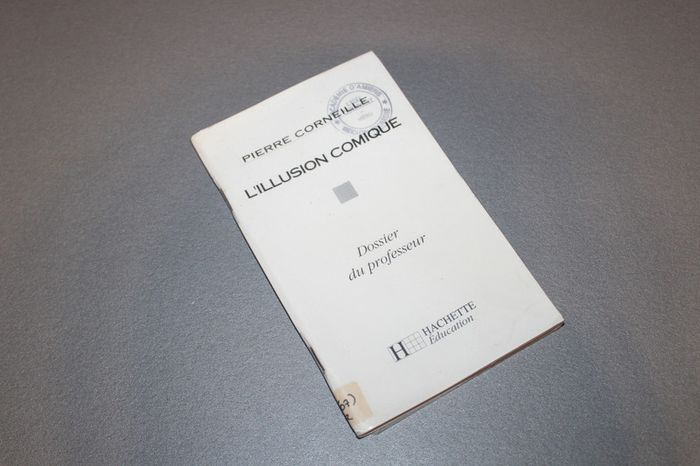 PIERRE CORNEILLE
L'ILLUSION COMIQUE
Dossier
du professeur
H HACHETTE
Éducation